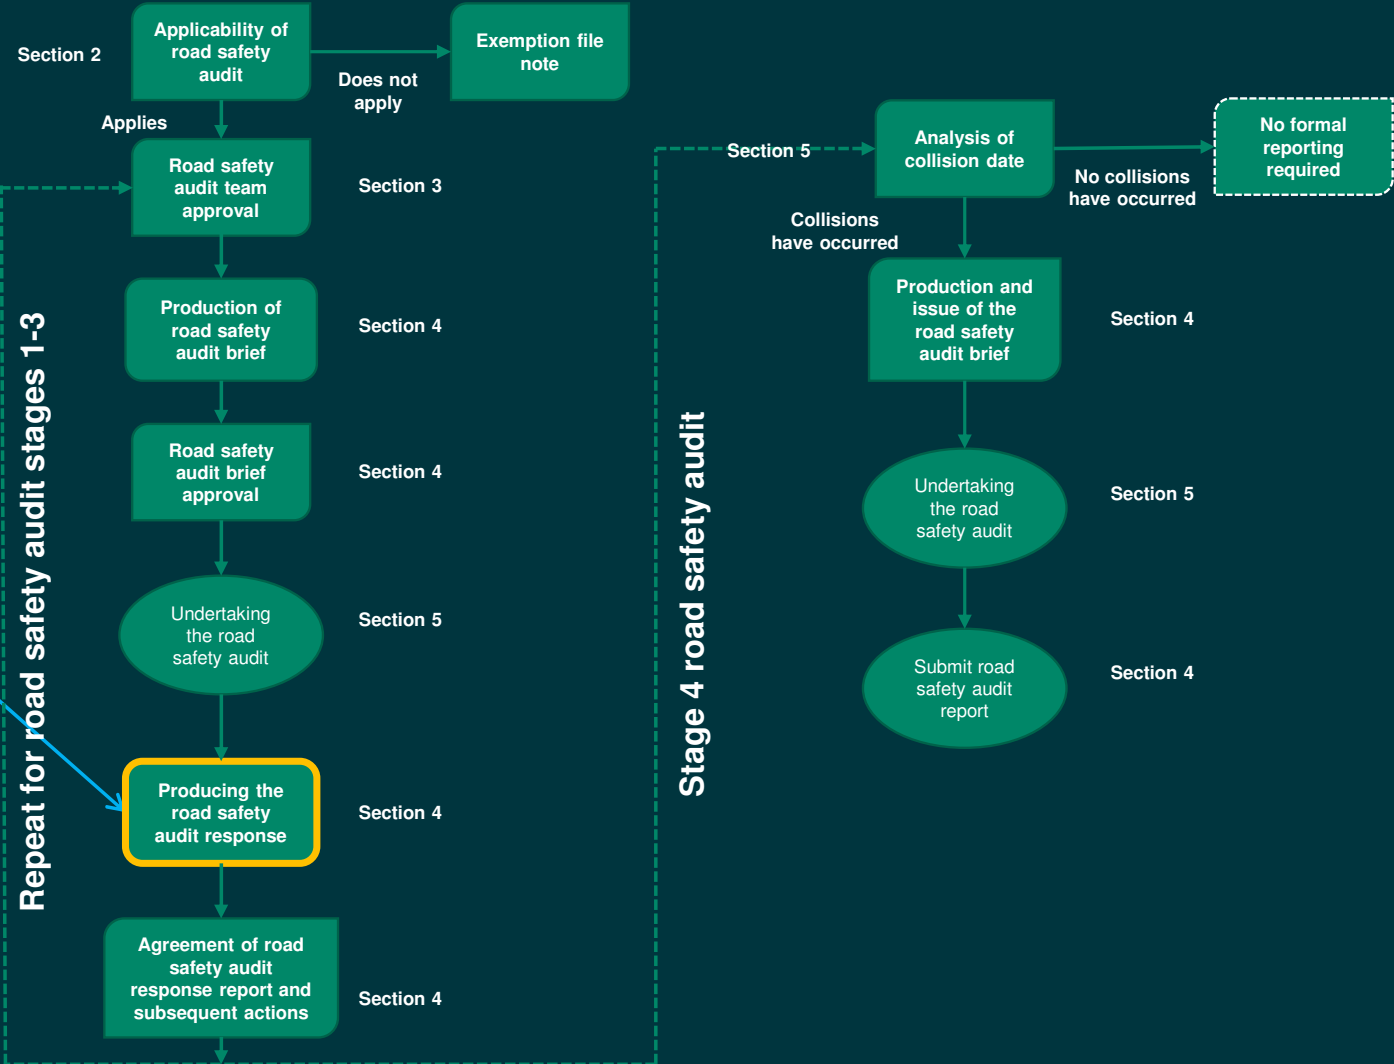 Section 2
Applicability of
road safety
audit
Does not
apply
Exemption file
note
Applies
Road safety
audit team
approval
Section 3
Production of
road safety
audit brief
Section 4
Road safety
audit brief
approval
Section 4
Undertaking
the road
safety audit
Section 5
Producing the
road safety
audit response
Section 4
Agreement of road
safety audit
response report and
subsequent actions
Section 4
Repeat for road safety audit stages 1-3
Stage 4 road safety audit
Section 5
Analysis of
collision date
No collisions
have occurred
No formal
reporting
required
Collisions
have occurred
Production and
issue of the
road safety
audit brief
Section 4
Undertaking
the road
safety audit
Section 5
Submit road
safety audit
report
Section 4